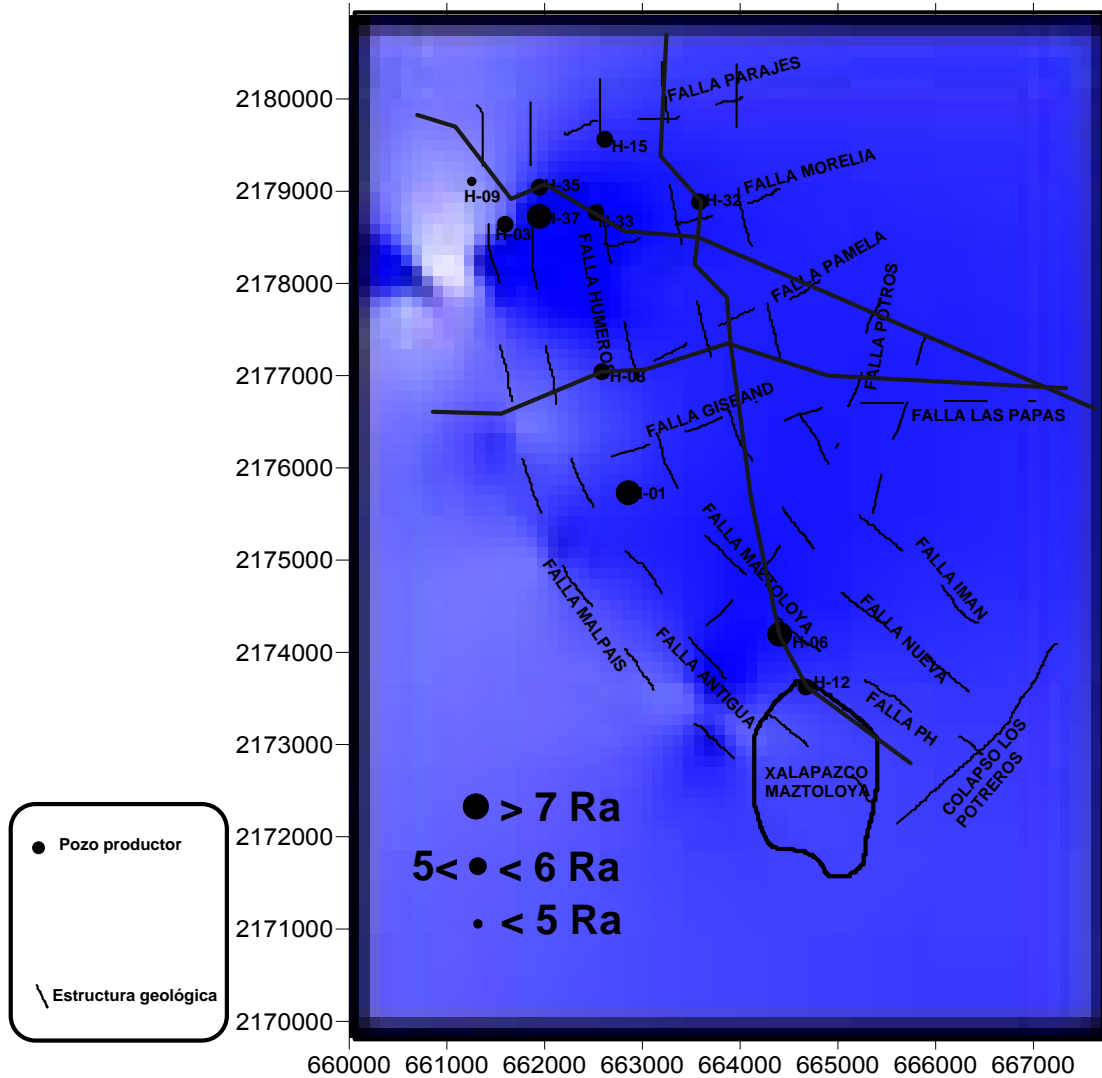 2180000
2179000
2178000
2177000
2176000
2175000
2174000
2173000
2172000
2171000
2170000
660000 661000 662000 663000 664000 665000 666000 667000
FALLA PARAJES
H-15
H-35
H-09
FALLA MORELIA
H-32
H-37
H-33
H-03
FALLA HUMEROS
FALLA PAMELA
FALLA POTROS
H-08
FALLA GISEAND
FALLA LAS PAPAS
H-01
FALLA MAZTOLOYA
FALLA IMAN
FALLA MALPAIS
FALLA NUEVA
FALLA ANTIGUA
H-06
H-12
FALLA PH
COLAPSO LOS
POTREROS
XALAPAZCO
MAZTOLOYA
> 7 Ra
5< < 6 Ra
< 5 Ra
Pozo productor
Estructura geológica